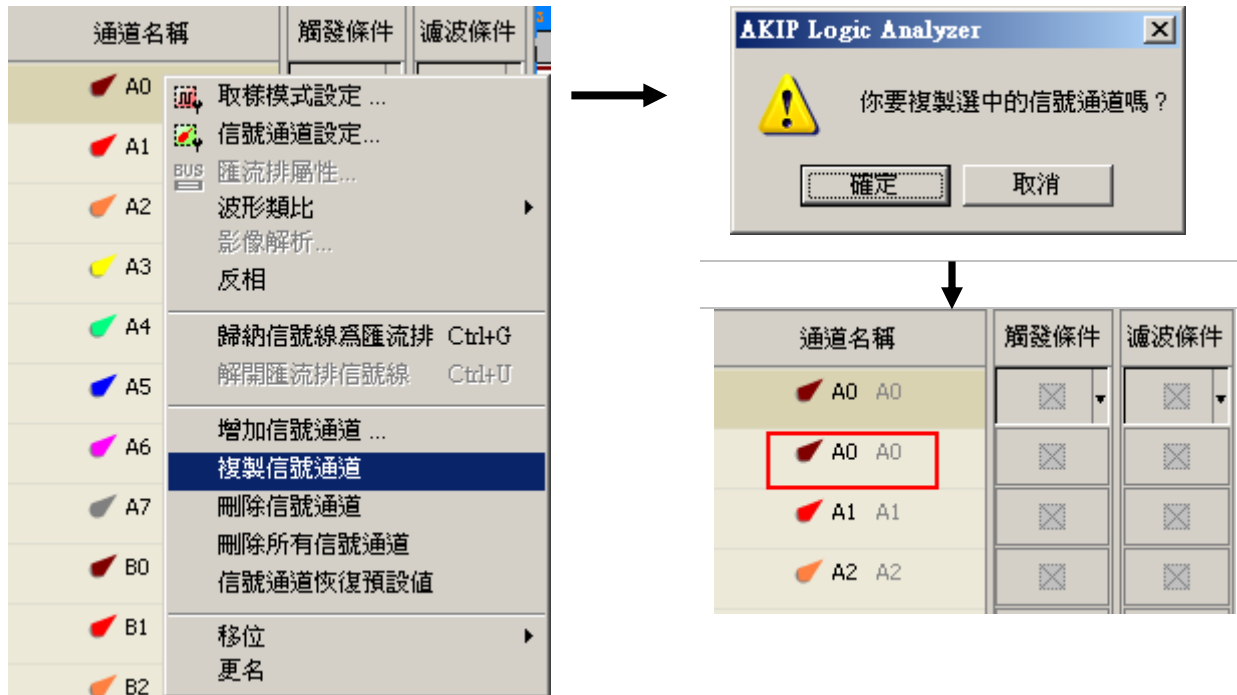 通道名稱 觸發條件 濾波條件
A0
A1
A2
A3
A4
A5
A6
A7
B0
B1
B2
取樣模式設定 ...
信號通道設定...
BUS 匯流排屬性...
波形類比
影像解析...
反相
歸納信號線為匯流排 Ctrl+G
解開匯流排信號線 Ctrl+U
增加信號通道 ...
複製信號通道
刪除信號通道
刪除所有信號通道
信號通道恢復預設值
移位
更名
AKIP Logic Analyzer
你要複製選中的信號通道嗎？
確定 取消
通道名稱 觸發條件 濾波條件
A0 A0
A0 A0
A1 A1
A2 A2